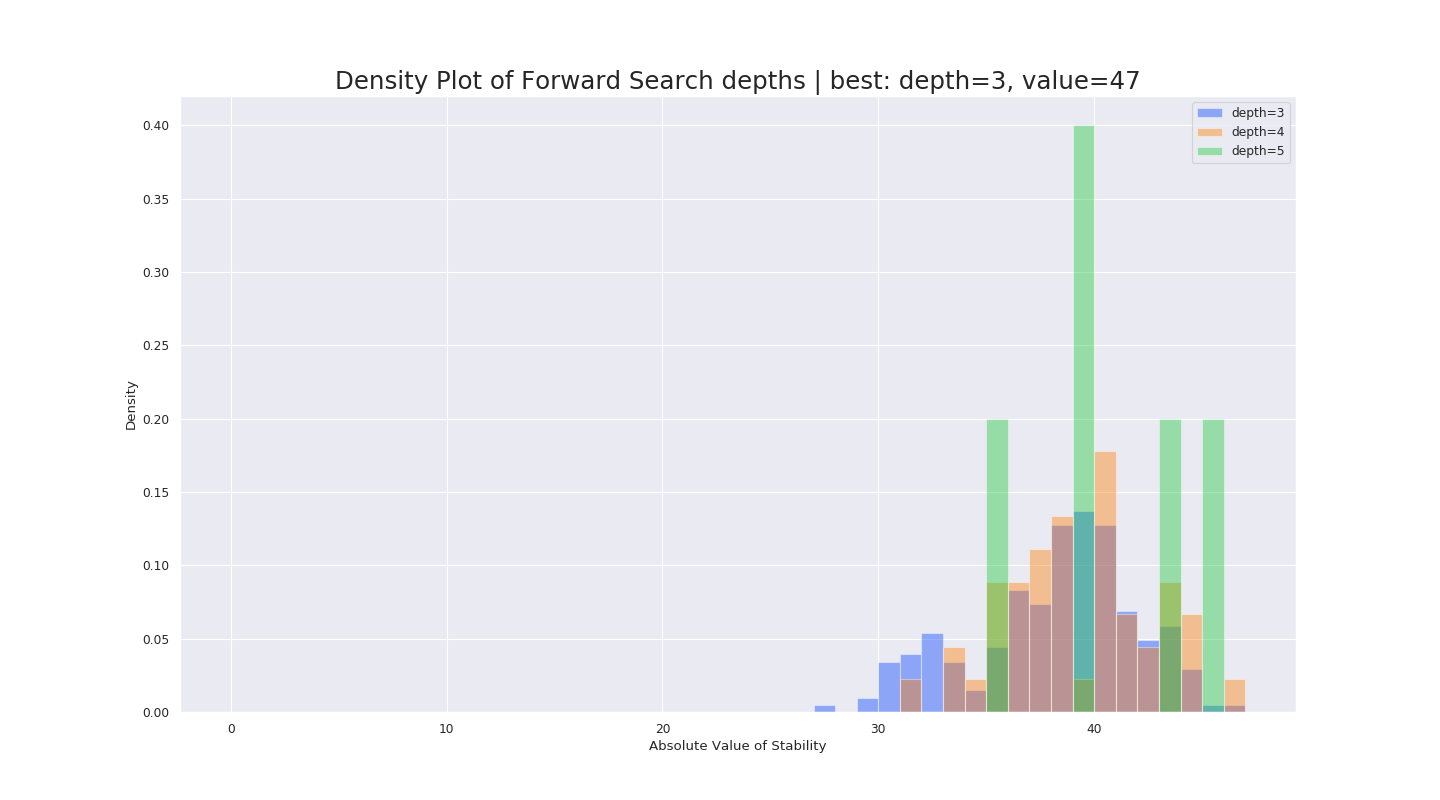 Density Plot of Forward Search depths | best: depth=3, value=47
depth=3
depth=4
depth=5
0.40
0.35
0.30
0.25
0.20
0.15
0.10
0.05
0.00
Density
0 10 20 30 40
Absolute Value of Stability